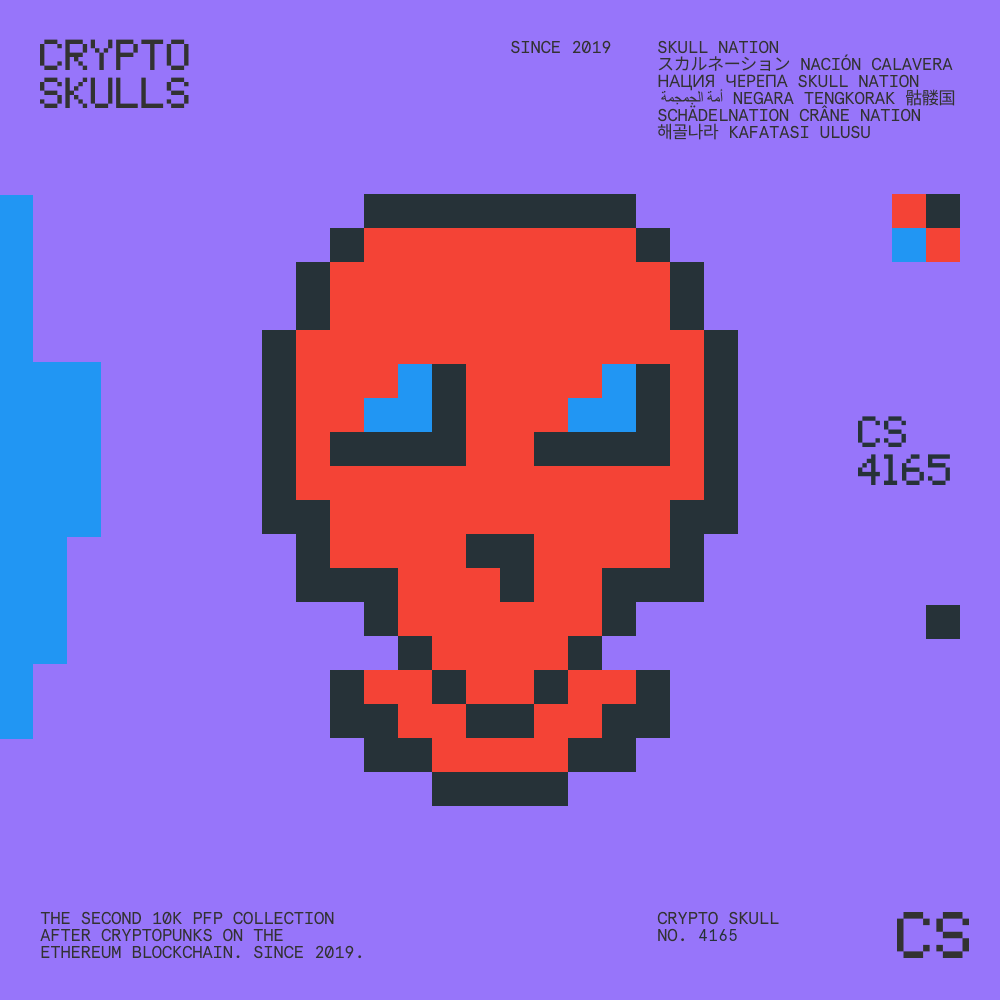 CRYPTO
SKULLS
SINCE 2019
SKULL NATION
スカルネーション NACIÓN CALAVERA
НАЦИЯ ЧЕРЕПА SKULL NATION
أمة الجمجمة NEGARA TENGKORAK 骷髅国
SCHÄDELNATION CRÂNE NATION
해골나라 KAFATASI ULUSU
CS
4165
THE SECOND 10K PFP COLLECTION
AFTER CRYPTOPUNKS ON THE
ETHEREUM BLOCKCHAIN. SINCE 2019.
CRYPTO SKULL
NO. 4165
CS